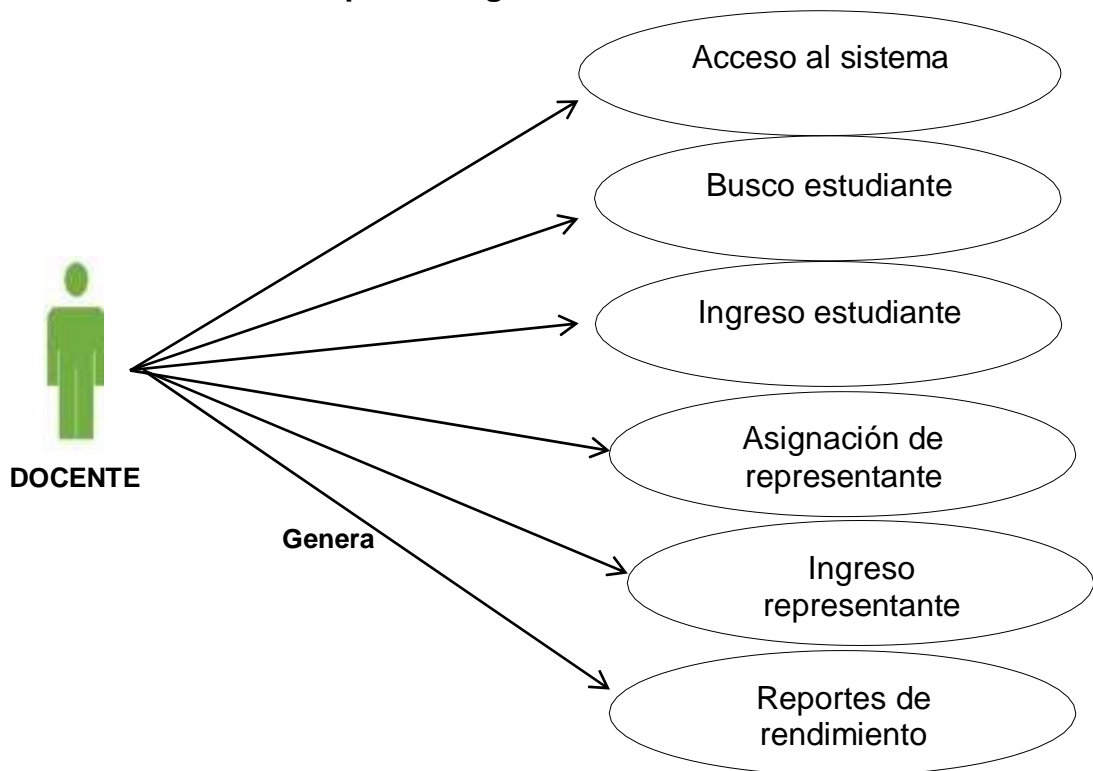 Acceso al sistema
Busco estudiante
Ingreso estudiante
Asignación de
representante
DOCENTE
Genera
Ingreso
representante
Reportes de
rendimiento